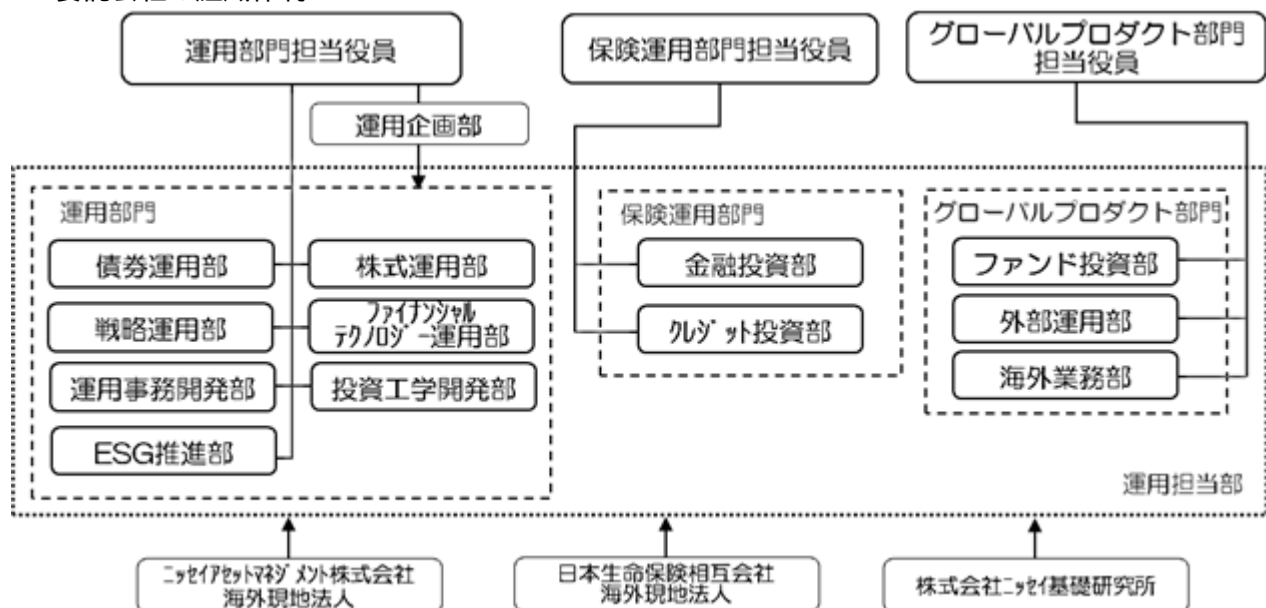 運用部門担当役員
保険運用部門担当役員
グローバルプロダクト部門
担当役員
運用企画部
運用部門
保険運用部門
グローバルプロダクト部門
債券運用部
株式運用部
金融投資部
ファンド投資部
戦略運用部
ファイナンシャル
テクノロジー運用部
クレジット投資部
外部運用部
運用事務開発部
投資工学開発部
海外業務部
ESG推進部
運用担当部
ニッセイアセットマネジメント株式会社
海外現地法人
日本生命保険相互会社
海外現地法人
株式会社ニッセイ基礎研究所